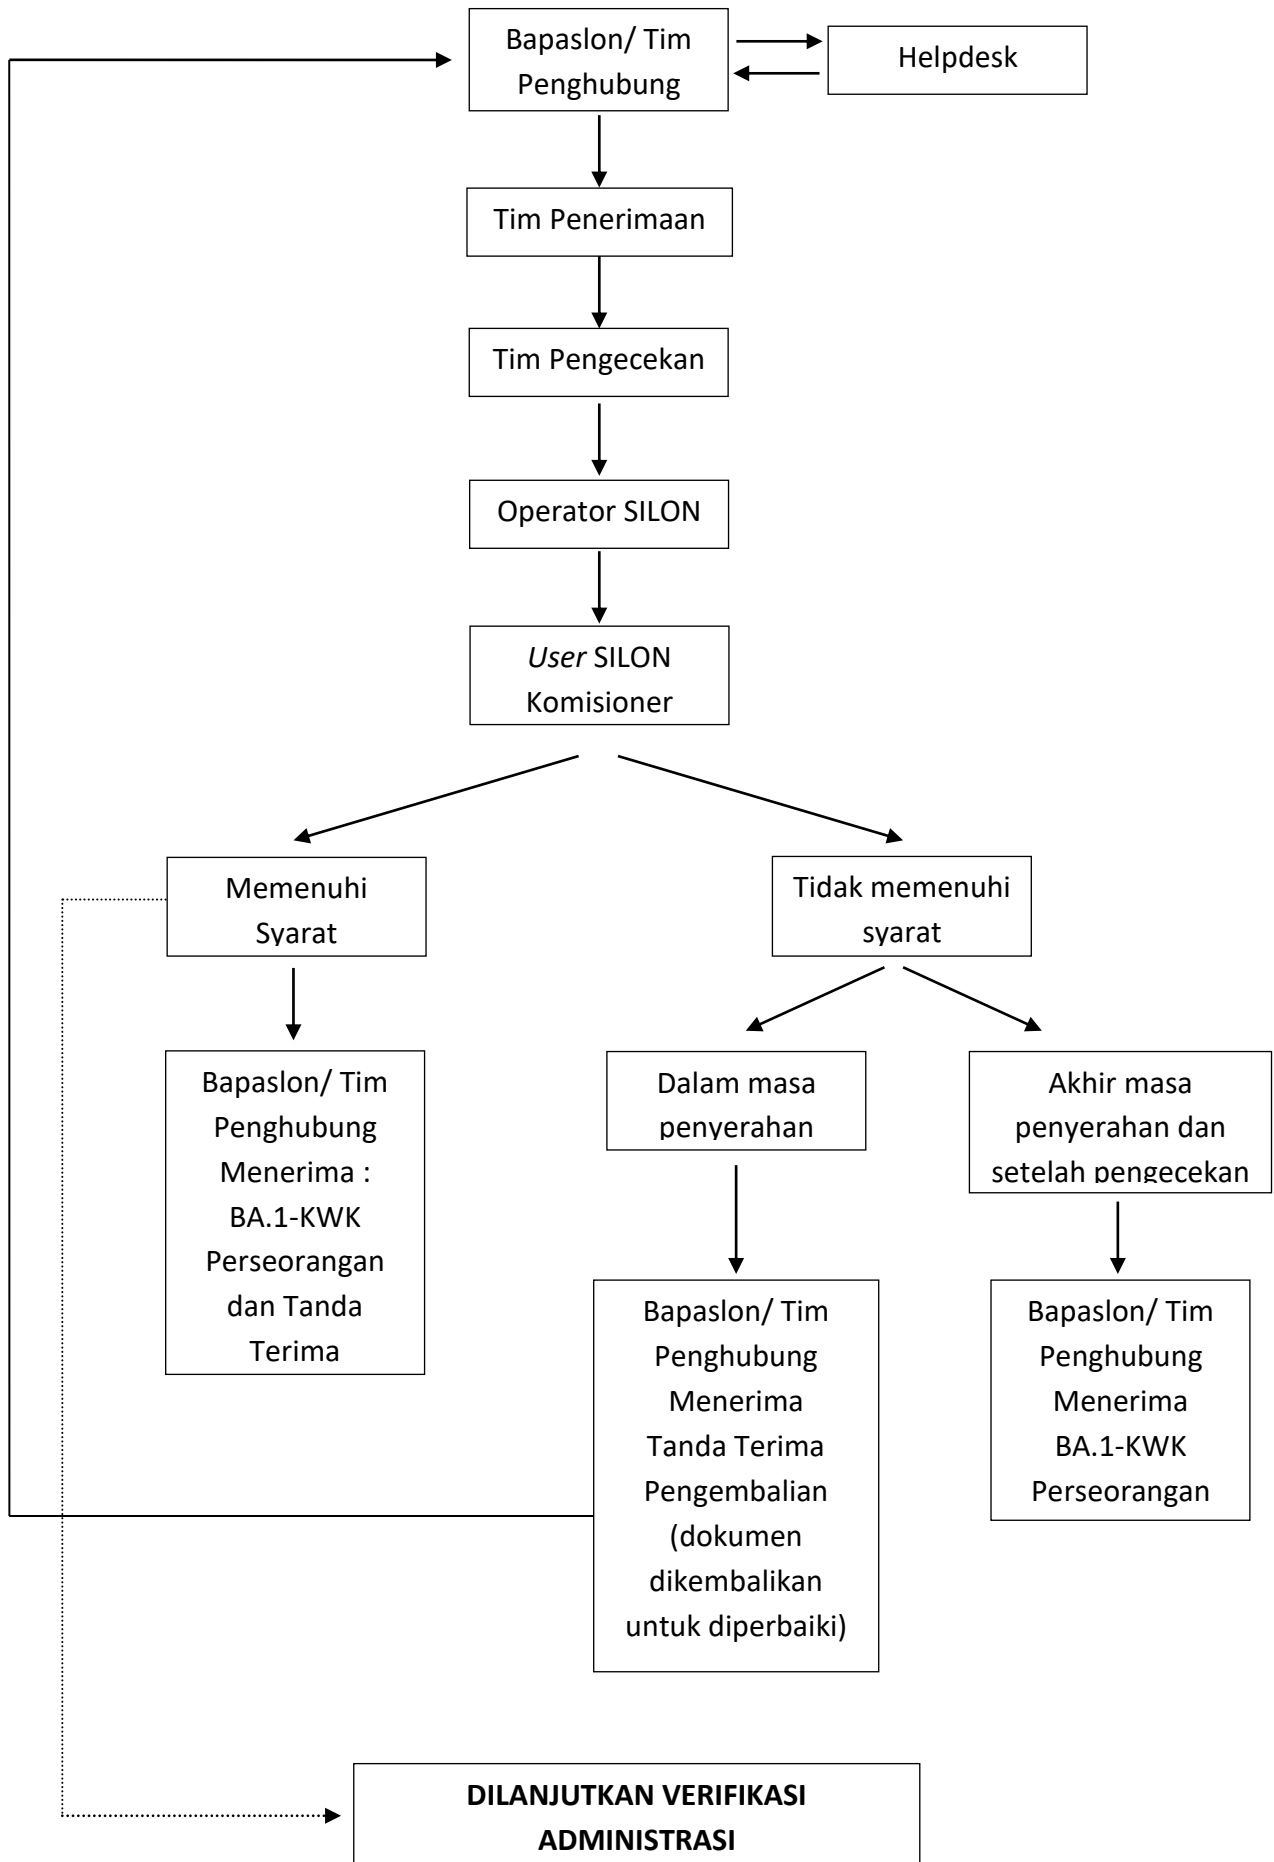 Bapaslon/ Tim
Penghubung
Helpdesk
Tim Penerimaan
Tim Pengecekan
Operator SILON
User SILON
Komisioner
Memenuhi
Syarat
Tidak memenuhi
syarat
Bapaslon/ Tim
Penghubung
Menerima :
BA.1-KWK
Perseorangan
dan Tanda
Terima
Dalam masa
penyerahan
Akhir masa
penyerahan dan
setelah pengecekan
Bapaslon/ Tim
Penghubung
Menerima
Tanda Terima
Pengembalian
(dokumen
dikembalikan
untuk diperbaiki)
Bapaslon/ Tim
Penghubung
Menerima
BA.1-KWK
Perseorangan
DILANJUTKAN VERIFIKASI
ADMINISTRASI